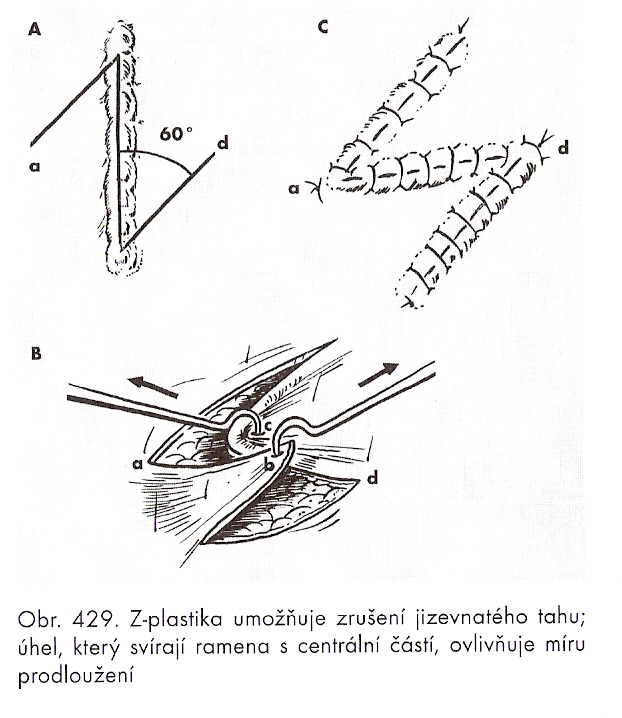 A
60°
a
d
C
a
d
B
a
c
b
d
Obr. 429. Z-plastika umožňuje zrušení jizevnatého tahu;
úhel, který svírají ramena s centrální částí, ovlivňuje míru
prodloužení